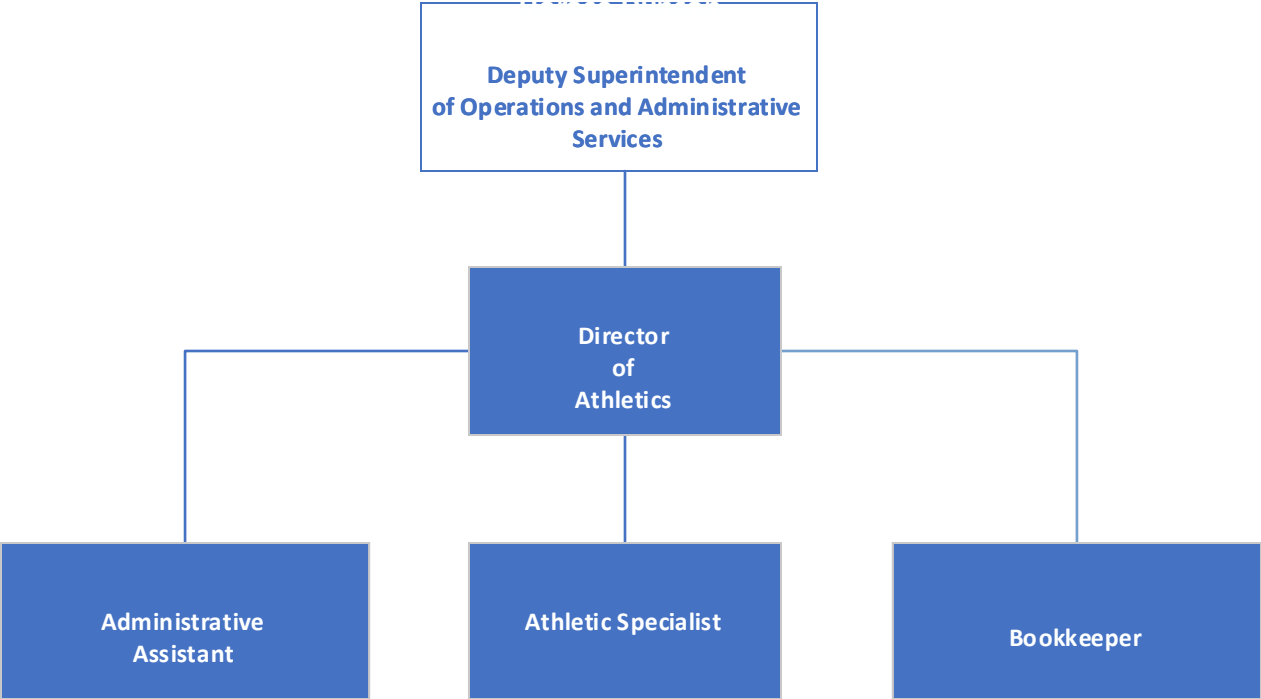 Deputy Superintendent
of Operations and Administrative
Services
Director
of
Athletics
Administrative
Assistant
Athletic Specialist
Bookkeeper